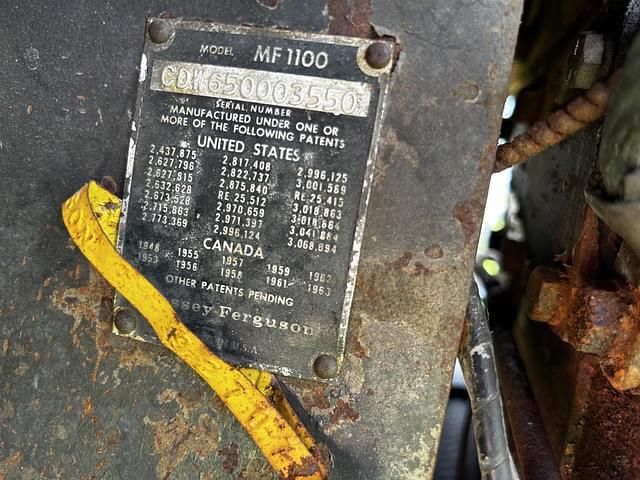 MODEL MF 1100
CDW650003550
SERIAL NUMBER
MANUFACTURED UNDER ONE OR
MORE OF THE FOLLOWING PATENTS
UNITED STATES
2,437,875 2,817,408 2,996,125
2,627,796 2,822,737 3,001,569
2,627,815 2,875,840 RE 25,415
2,632,628 RE 25,512 3,018,863
2,673,528 2,970,659 3,018,664
2,715,863 2,971,397 3,041,084
2,773,369 2,996,124 3,068,894
CANADA
1948 1955 1957 1959 1962
1953 1956 1958 1961 1963
OTHER PATENTS PENDING
ssey-Ferguson
U.S.A.